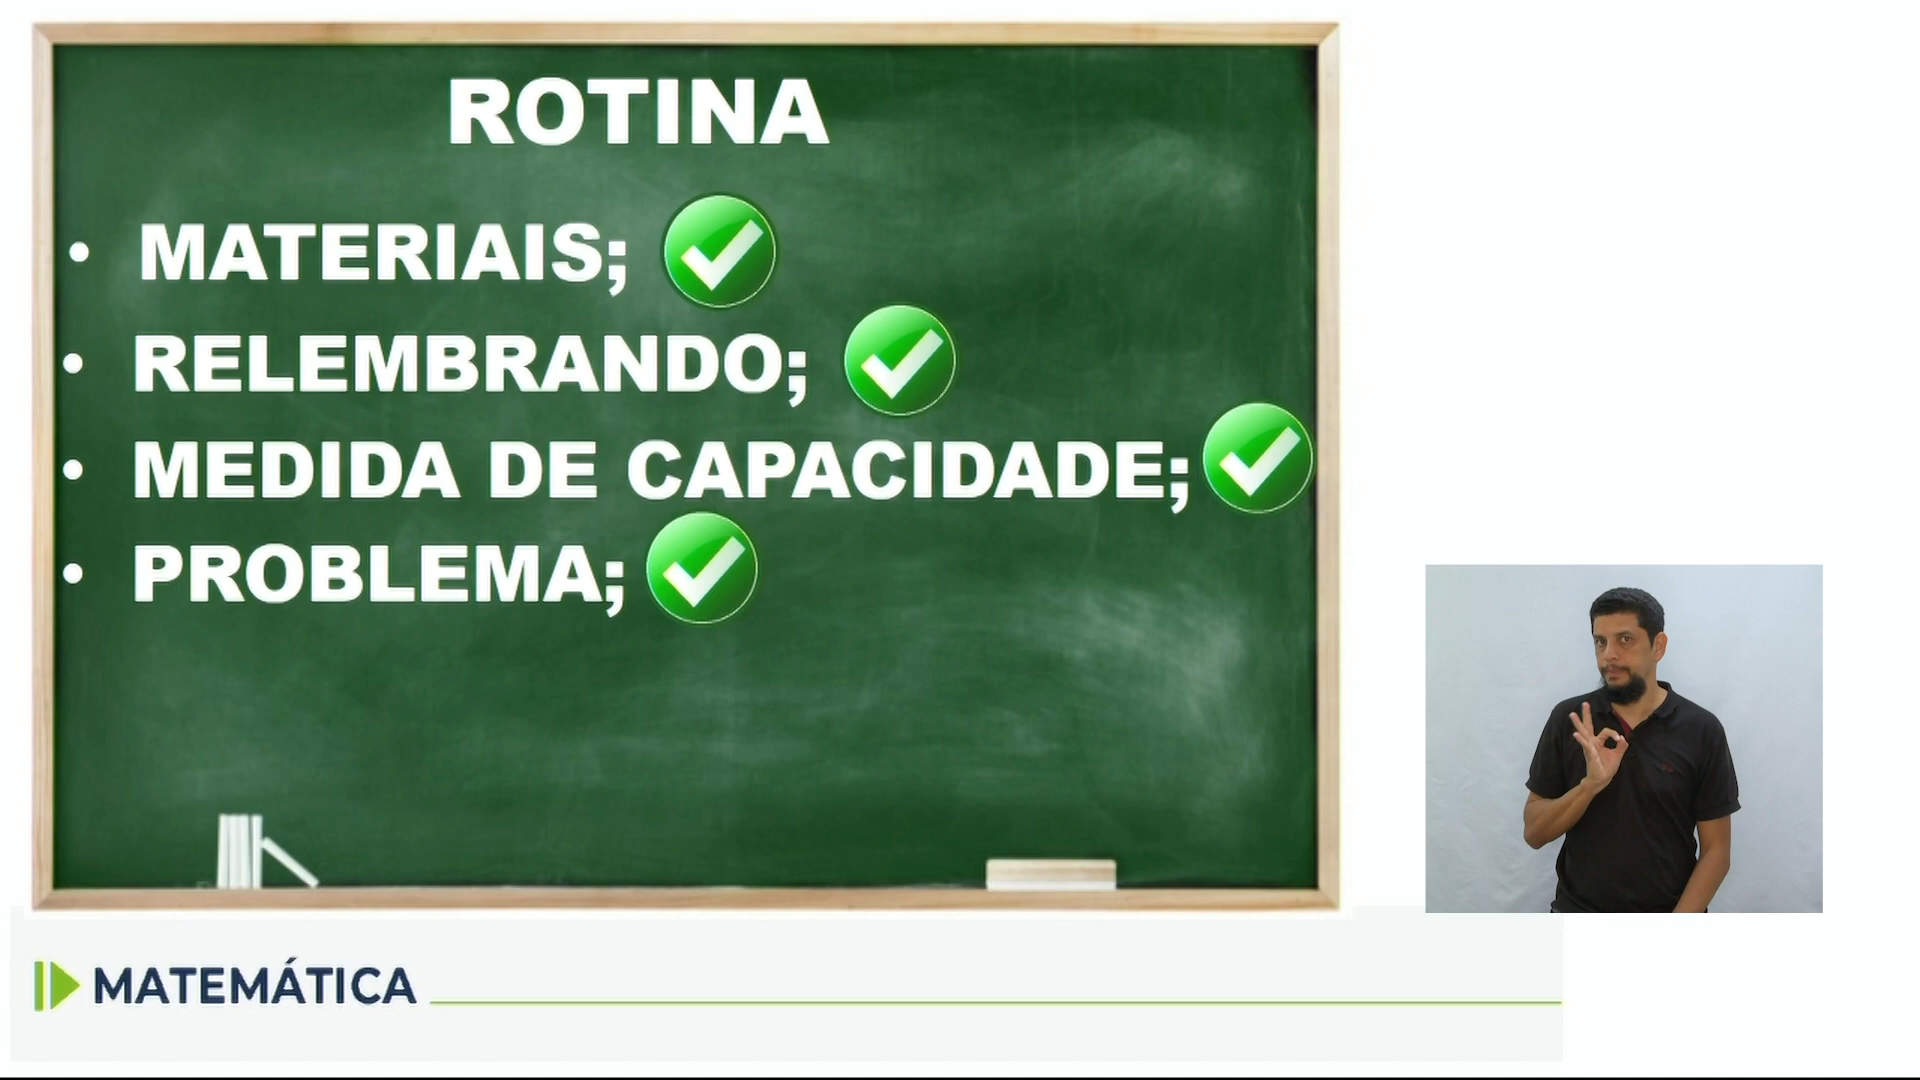 ROTINA
• MATERIAIS;
• RELEMBRANDO;
• MEDIDA DE CAPACIDADE;
• PROBLEMA;
MATEMÁTICA